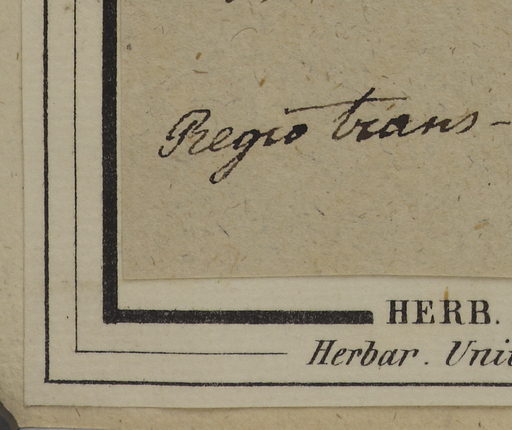 Regio trans-
HERB.
Herbar. Uni